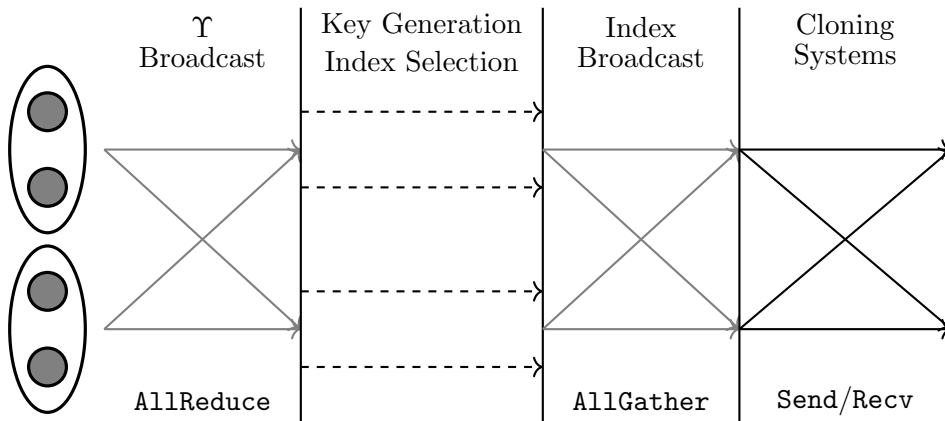 ϒ
Broadcast
Key Generation
Index Selection
Index
Broadcast
Cloning
Systems
AllReduce
AllGather
Send/Recv